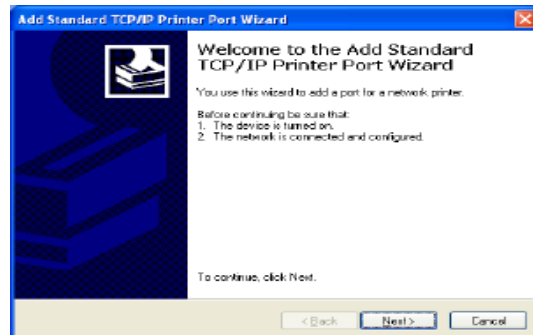 Add Standard TCP/IP Printer Port Wizard
Welcome to the Add Standard
TCP/IP Printer Port Wizard
You use this wizard to add a port for a network printer.
Before continuing be sure that:
1. The device is turned on.
2. The network is connected and configured.
To continue, click Next.
< Back
Next >
Cancel